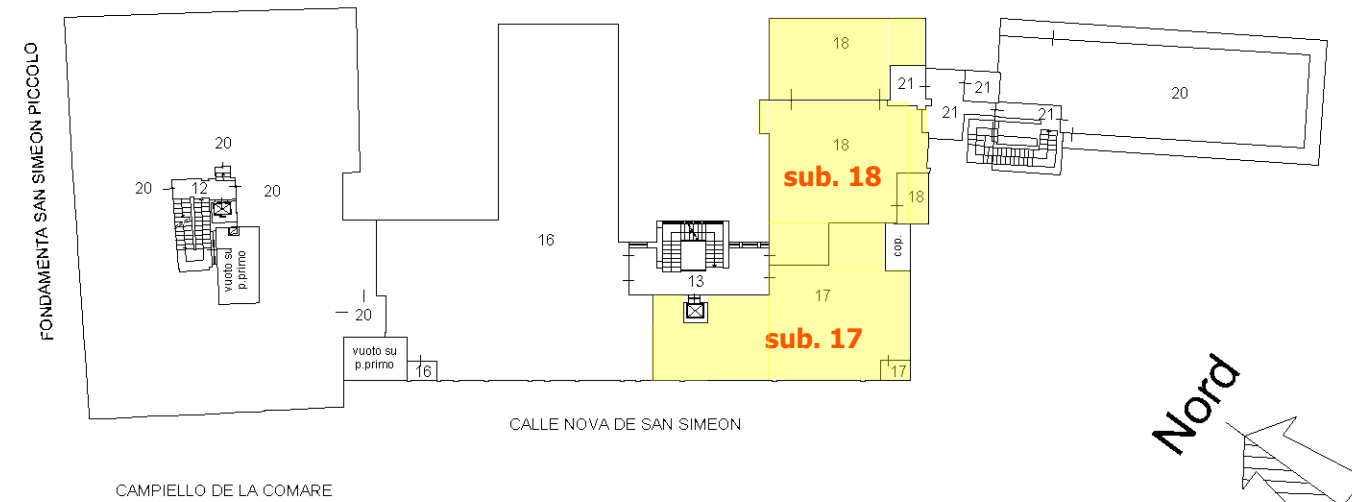 FONDAMENTA SAN SIMEON PICCOLO
20
20
12
20
vuoto su
p.primo
20
vuoto su
p.primo
16
16
13
18
21
21
21
21
20
18
sub. 18
18
cop.
17
sub. 17
17
CALLE NOVA DE SAN SIMEON
CAMPIELLO DE LA COMARE
Nord